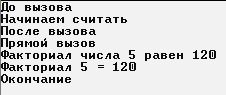 До вызова
Начинаем считать
После вызова
Прямой вызов
Факториал числа 5 равен 120
Факториал 5 = 120
Окончание